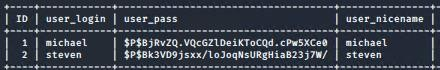 +----+------------+------------------------------------+---------------+
| ID | user_login | user_pass                          | user_nicename |
+----+------------+------------------------------------+---------------+
|  1 | michael    | $P$BjRvZQ.VQcGZlDeiKToCQd.cPw5XCe0 | michael       |
|  2 | steven     | $P$Bk3VD9jsxx/loJoqNsURgHiaB23j7W/ | steven        |